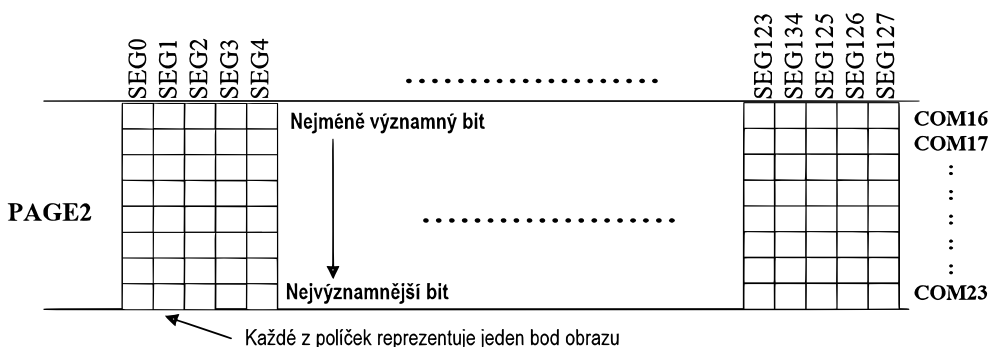 SEG0
SEG1
SEG2
SEG3
SEG4
SEG123
SEG134
SEG125
SEG126
SEG127
Nejméně významný bit
COM16
COM17
PAGE2
Nejvýznamnější bit
COM23
Každé z políček reprezentuje jeden bod obrazu